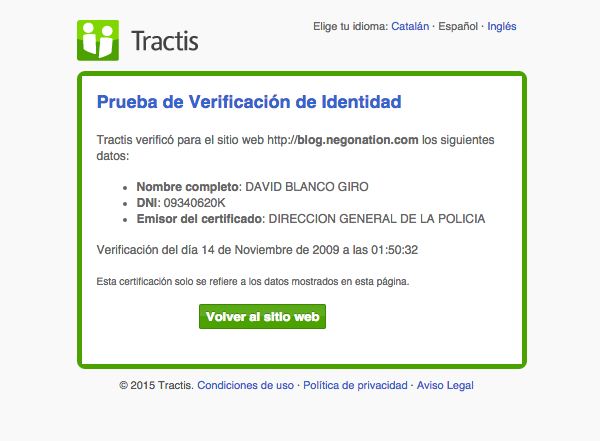 Tractis
Elige tu idioma: Catalán · Español · Inglés
Prueba de Verificación de Identidad
Tractis verificó para el sitio web http://blog.negonation.com los siguientes
datos:
• Nombre completo: DAVID BLANCO GIRO
• DNI: 09340620K
• Emisor del certificado: DIRECCION GENERAL DE LA POLICIA
Verificación del día 14 de Noviembre de 2009 a las 01:50:32
Esta certificación solo se refiere a los datos mostrados en esta página.
Volver al sitio web
© 2015 Tractis. Condiciones de uso · Política de privacidad · Aviso Legal